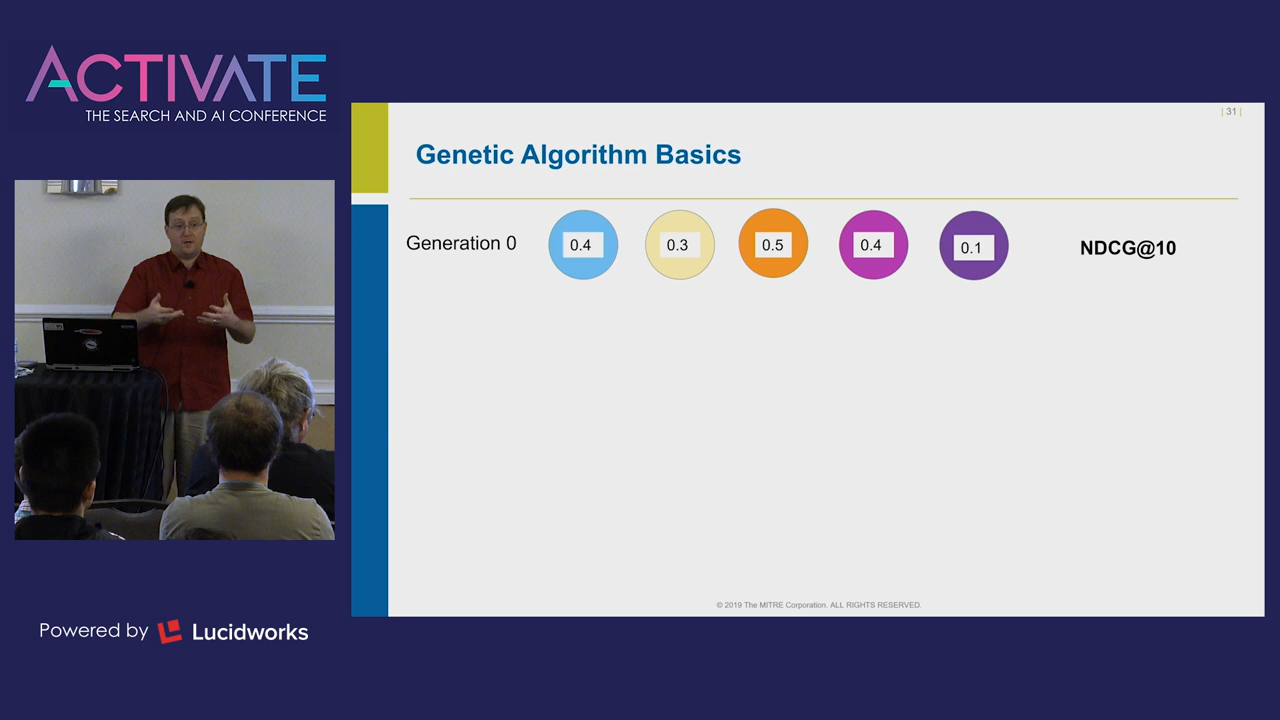 ACTIVATE
THE SEARCH AND AI CONFERENCE
| 31 |
Genetic Algorithm Basics
Generation 0
0.4
0.3
0.5
0.4
0.1
NDCG@10
© 2019 The MITRE Corporation. ALL RIGHTS RESERVED.
Powered by Lucidworks